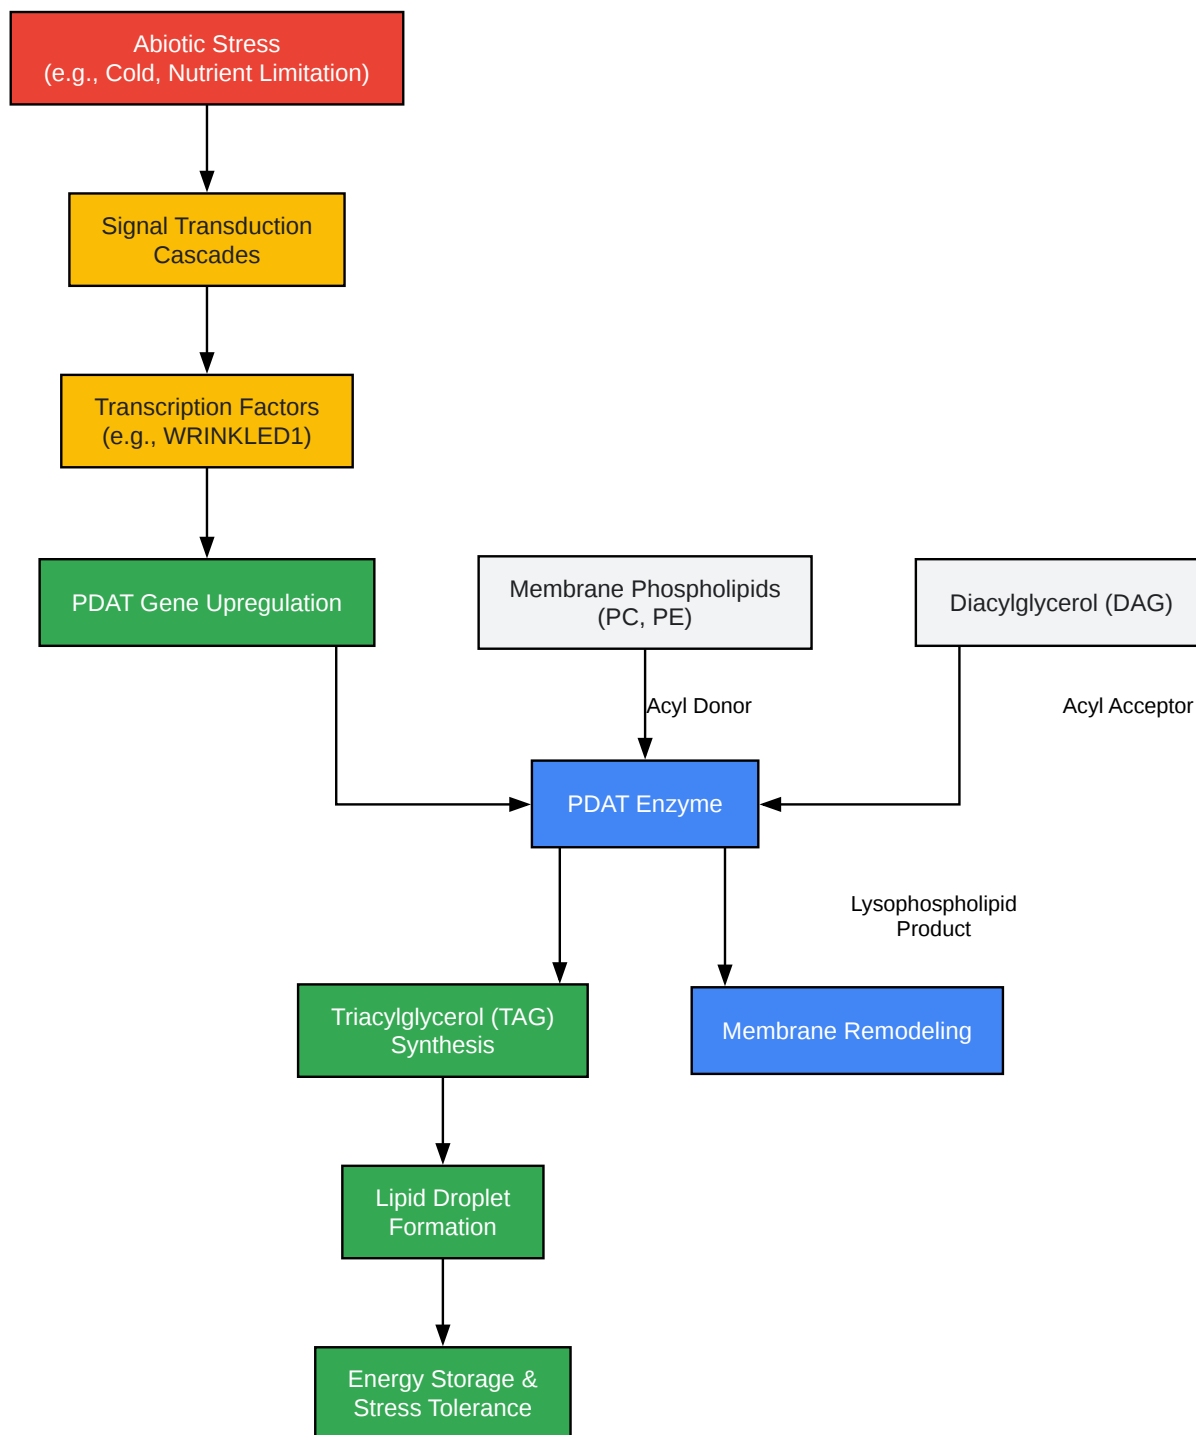 Abiotic Stress
(e.g., Cold, Nutrient Limitation)
Signal Transduction
Cascades
Transcription Factors
(e.g., WRINKLED1)
PDAT Gene Upregulation
Membrane Phospholipids
(PC, PE)
Diacylglycerol (DAG)
Acyl Donor
Acyl Acceptor
PDAT Enzyme
Lysophospholipid
Product
Triacylglycerol (TAG)
Synthesis
Membrane Remodeling
Lipid Droplet
Formation
Energy Storage &
Stress Tolerance